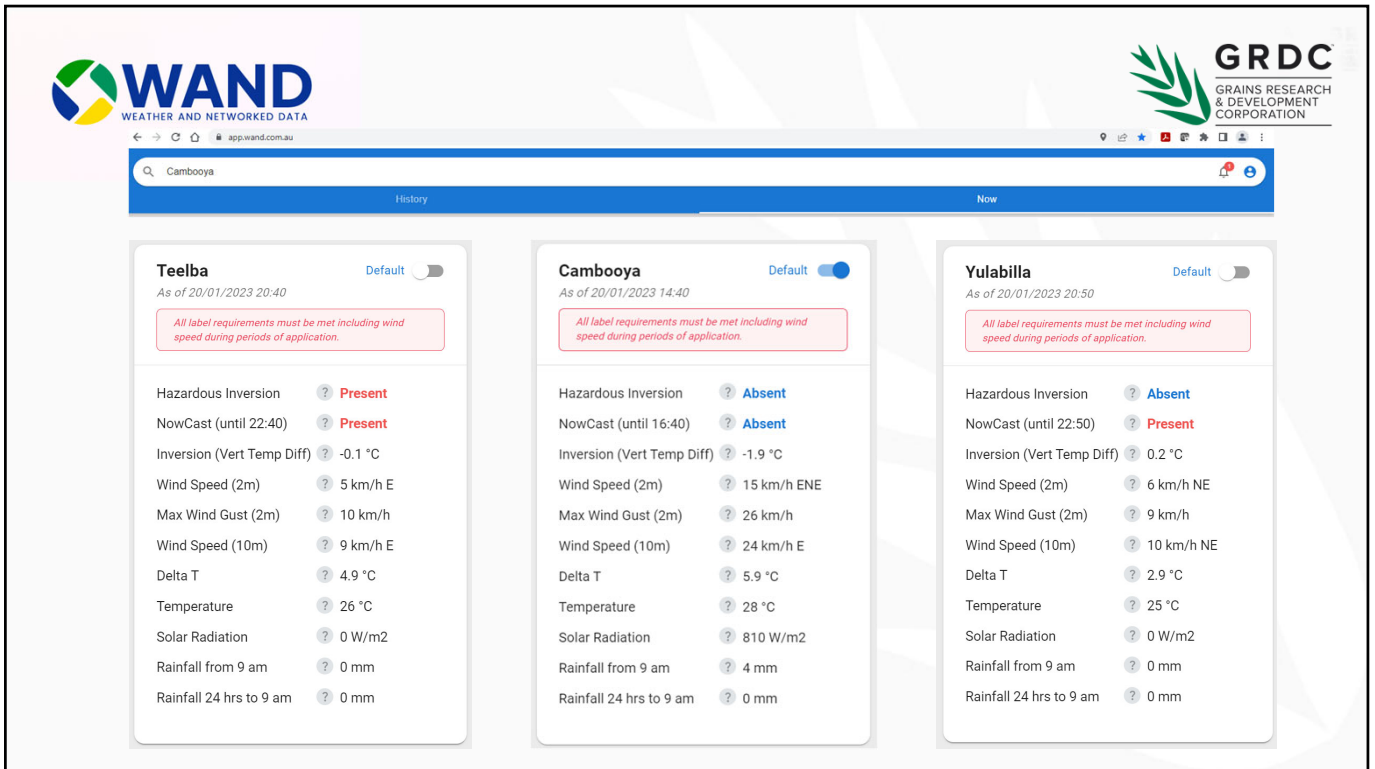 WAND
WEATHER AND NETWORKED DATA
GRDC
GRAINS RESEARCH
& DEVELOPMENT
CORPORATION
app.wand.com.au
Cambooya
1
History
Now
Teelba
Default
As of 20/01/2023 20:40
All label requirements must be met including wind
speed during periods of application.
Hazardous Inversion ? Present
NowCast (until 22:40) ? Present
Inversion (Vert Temp Diff) ? -0.1 °C
Wind Speed (2m) ? 5 km/h E
Max Wind Gust (2m) ? 10 km/h
Wind Speed (10m) ? 9 km/h E
Delta T ? 4.9 °C
Temperature ? 26 °C
Solar Radiation ? 0 W/m2
Rainfall from 9 am ? 0 mm
Rainfall 24 hrs to 9 am ? 0 mm
Cambooya
Default
As of 20/01/2023 14:40
All label requirements must be met including wind
speed during periods of application.
Hazardous Inversion ? Absent
NowCast (until 16:40) ? Absent
Inversion (Vert Temp Diff) ? -1.9 °C
Wind Speed (2m) ? 15 km/h ENE
Max Wind Gust (2m) ? 26 km/h
Wind Speed (10m) ? 24 km/h E
Delta T ? 5.9 °C
Temperature ? 28 °C
Solar Radiation ? 810 W/m2
Rainfall from 9 am ? 4 mm
Rainfall 24 hrs to 9 am ? 0 mm
Yulabilla
Default
As of 20/01/2023 20:50
All label requirements must be met including wind
speed during periods of application.
Hazardous Inversion ? Absent
NowCast (until 22:50) ? Present
Inversion (Vert Temp Diff) ? 0.2 °C
Wind Speed (2m) ? 6 km/h NE
Max Wind Gust (2m) ? 9 km/h
Wind Speed (10m) ? 10 km/h NE
Delta T ? 2.9 °C
Temperature ? 25 °C
Solar Radiation ? 0 W/m2
Rainfall from 9 am ? 0 mm
Rainfall 24 hrs to 9 am ? 0 mm